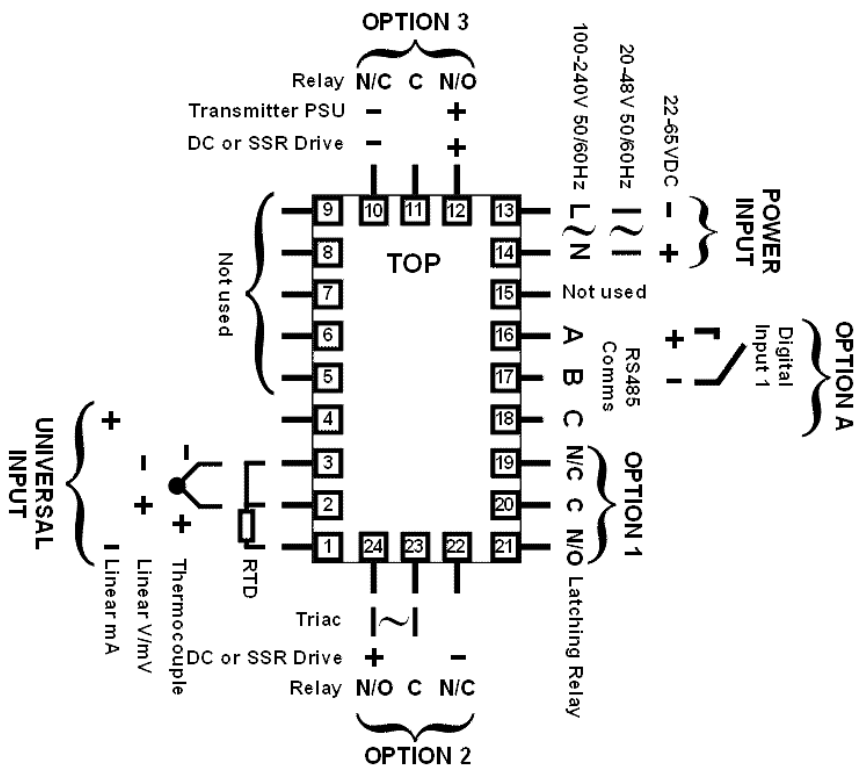 OPTION 3
Relay N/C C N/O
Transmitter PSU - +
DC or SSR Drive - +
100-240V 50/60Hz
20-48V 50/60Hz
22-65VDC
POWER
INPUT
L ~ N
- +
9 10 11 12 13
TOP
8 14
7 15 Not used
6 16 A
5 17 B
4 18 C
3 19 N/C
2 20 C
1 24 23 22 21 N/O
Not used
RS485
Comms
+ -
Digital
Input 1
OPTION A
OPTION 1
Latching Relay
UNIVERSAL
INPUT
+ - Linear mA
- + Linear V/mV
- + Thermocouple
RTD
Triac ~
DC or SSR Drive + -
Relay N/O C N/C
OPTION 2